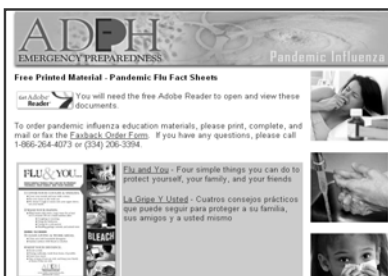 ADPH
EMERGENCY PREPAREDNESS
Pandemic Influenza
Free Printed Material - Pandemic Flu Fact Sheets
Get Adobe
Reader
You will need the free Adobe Reader to open and view these
documents.
To order pandemic influenza education materials, please print, complete, and
mail or fax the Faxback Order Form. If you have any questions, please call
1-866-264-4073 or (334) 206-3394.
FLU & YOU...
BLEACH
Flu and You - Four simple things you can do to
protect yourself, your family, and your friends
La Gripe Y Usted - Cuatros consejos prácticos
que puede seguir para proteger a su familia,
sus amigos y a usted mismo